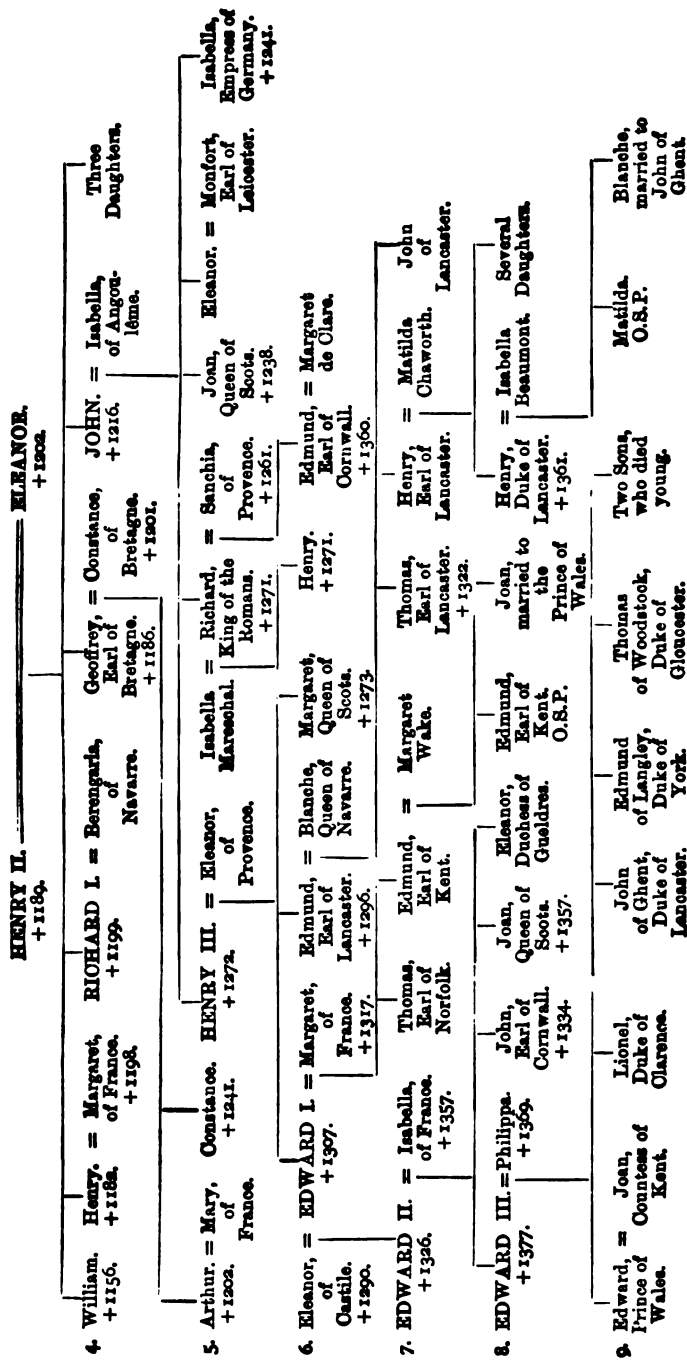 HENRY II. ELEANOR.
+1189. +1202.
4. William. Henry. = Margaret, RICHARD I. = Berengaria, Geoffrey, = Constance, JOHN. = Isabella, Three
+1156. +1182. of France. +1199. of Earl of of +1216. of Angou- Daughters.
+1198. Navarre. Bretagne. Bretagne. lême.
+1186. +1201.
5. Arthur. = Mary, Constance. HENRY III. = Eleanor, Isabella = Richard, = Sanchia, Joan, Eleanor. = Monfort, Isabella,
+1202. of +1241. +1272. of Mareschal. King of the of Queen of Earl of Empress of
France. Provence. Romans. Provence. Scots. Leicester. Germany.
+1271. +1261. +1238. +1241.
6. Eleanor, = EDWARD I. = Margaret, Edmund, = Blanche, Margaret, Henry. Edmund, = Margaret
of +1307. of Earl of Queen of Queen of +1271. Earl of de Clare.
Castile. France. Lancaster. Navarre. Scots. Cornwall.
+1290. +1317. +1296. +1273. +1360.
7. EDWARD II. = Isabella, Thomas, Edmund, = Margaret Thomas, Henry, = Matilda John
+1326. of France. Earl of Earl of Wake. Earl of Earl of Chaworth. of
+1357. Norfolk. Kent. Lancaster. Lancaster. Lancaster.
+1322.
8. EDWARD III. = Philippa. John, Joan, Eleanor, Edmund, Joan, Henry, = Isabella Several
+1377. +1369. Earl of Queen of Duchess of Earl of married to Duke of Beaumont. Daughters.
Cornwall. Scots. Gueldres. Kent. the Lancaster.
+1334. +1357. O.S.P. Prince of +1361.
Wales.
9. Edward, = Joan, Lionel, John Edmund Thomas Two Sons, Matilda. Blanche,
Prince of Countess of Duke of of Ghent, of Langley, of Woodstock, who died O.S.P. married to
Wales. Kent. Clarence. Duke of Duke of Duke of young. John of
Lancaster. York. Gloucester. Ghent.